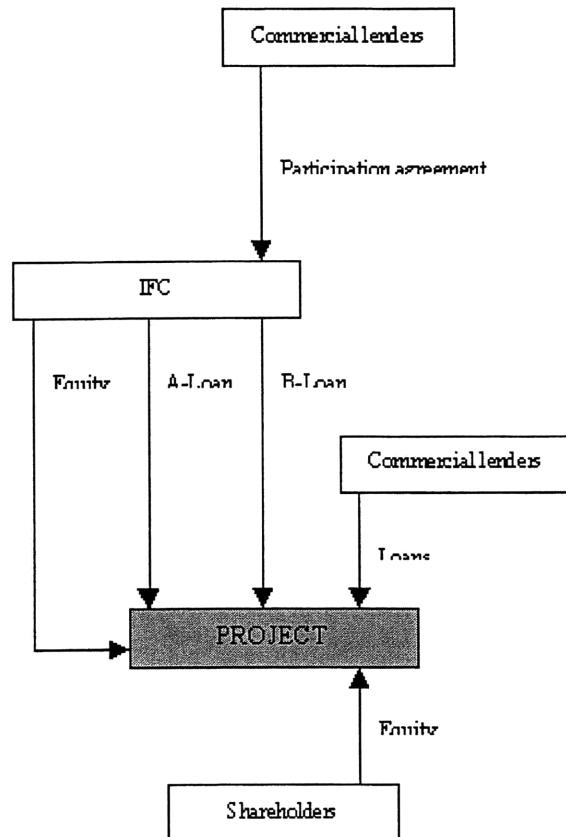 Commercial lenders
Participation agreement
IFC
Equity
A-Loan
B-Loan
Commercial lenders
Loans
PROJECT
Equity
Shareholders